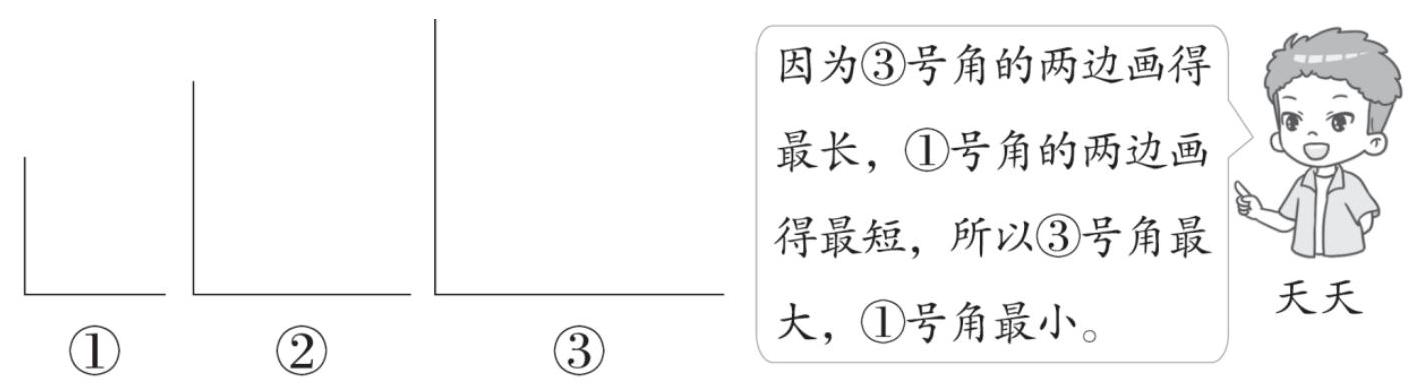 因为③号角的两边画得
最长，①号角的两边画
得最短，所以③号角最
大，①号角最小。
天天
① ② ③